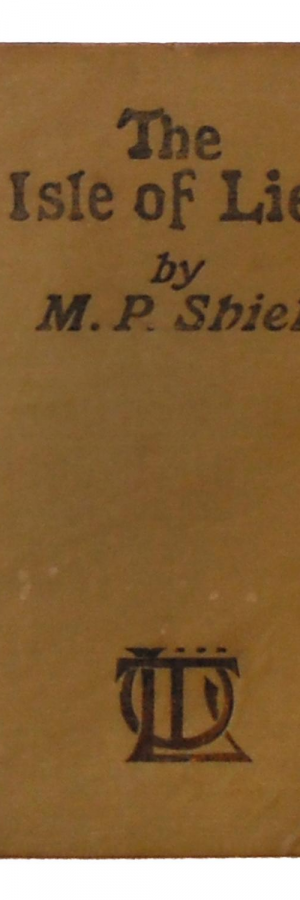 The
Isle of Lie
by
M. P. Shiel